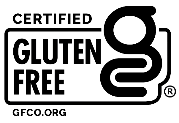 CERTIFIED
GLUTEN
FREE
GFCO.ORG
g
®